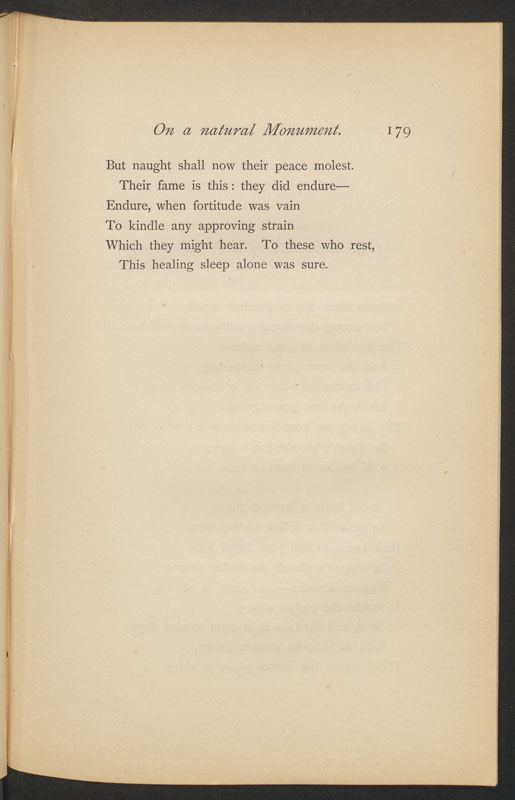 On a natural Monument. 179
But naught shall now their peace molest.
Their fame is this: they did endure—
Endure, when fortitude was vain
To kindle any approving strain
Which they might hear. To these who rest,
This healing sleep alone was sure.